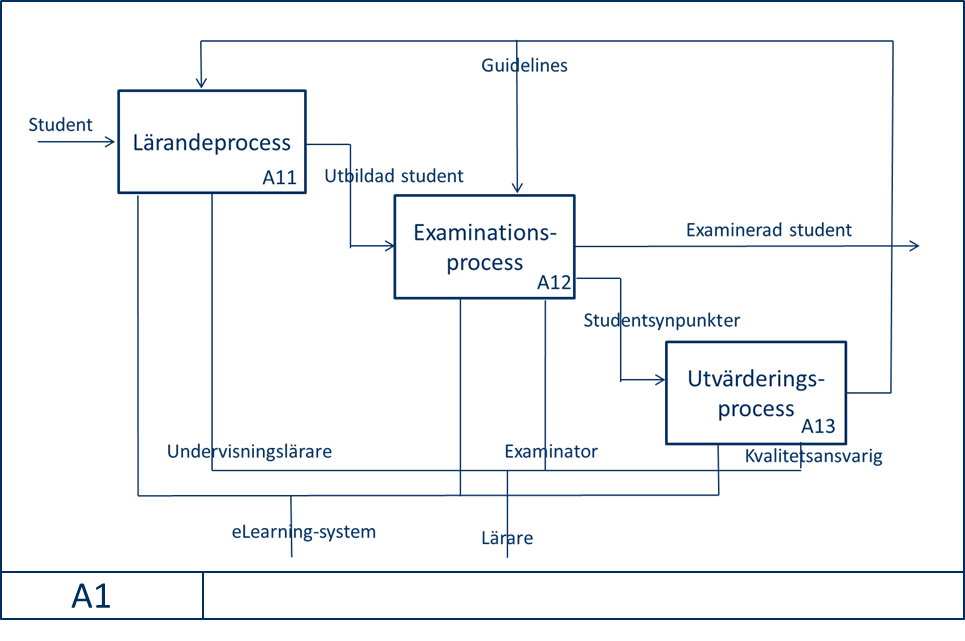 Guidelines
Student
Lärandeprocess
A11
Utbildad student
Examinations-
process
A12
Examinerad student
Studentsynpunkter
Utvärderings-
process
A13
Undervisningslärare
Examinator
Kvalitetsansvarig
eLearning-system
Lärare
A1